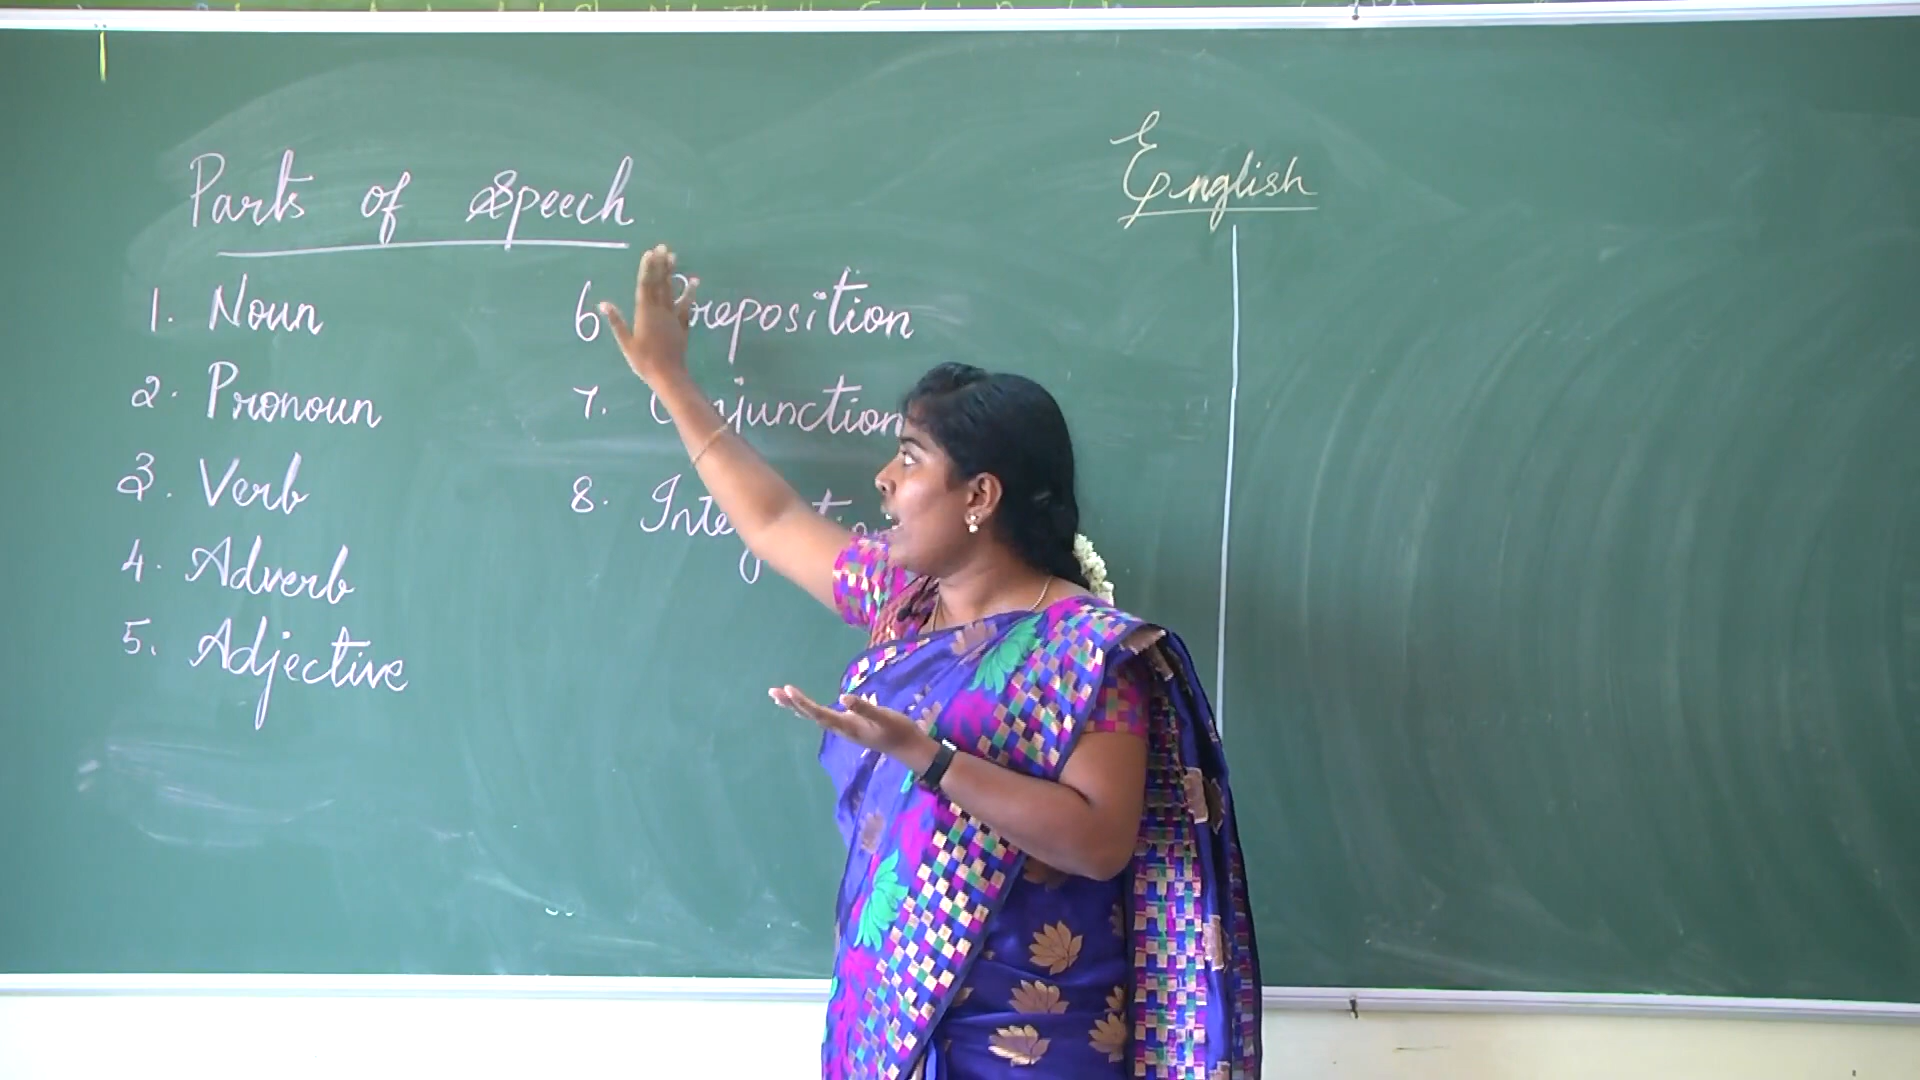 Parts of Speech
1. Noun
2. Pronoun
3. Verb
4. Adverb
5. Adjective
6. Preposition
7. Conjunction
8.
English